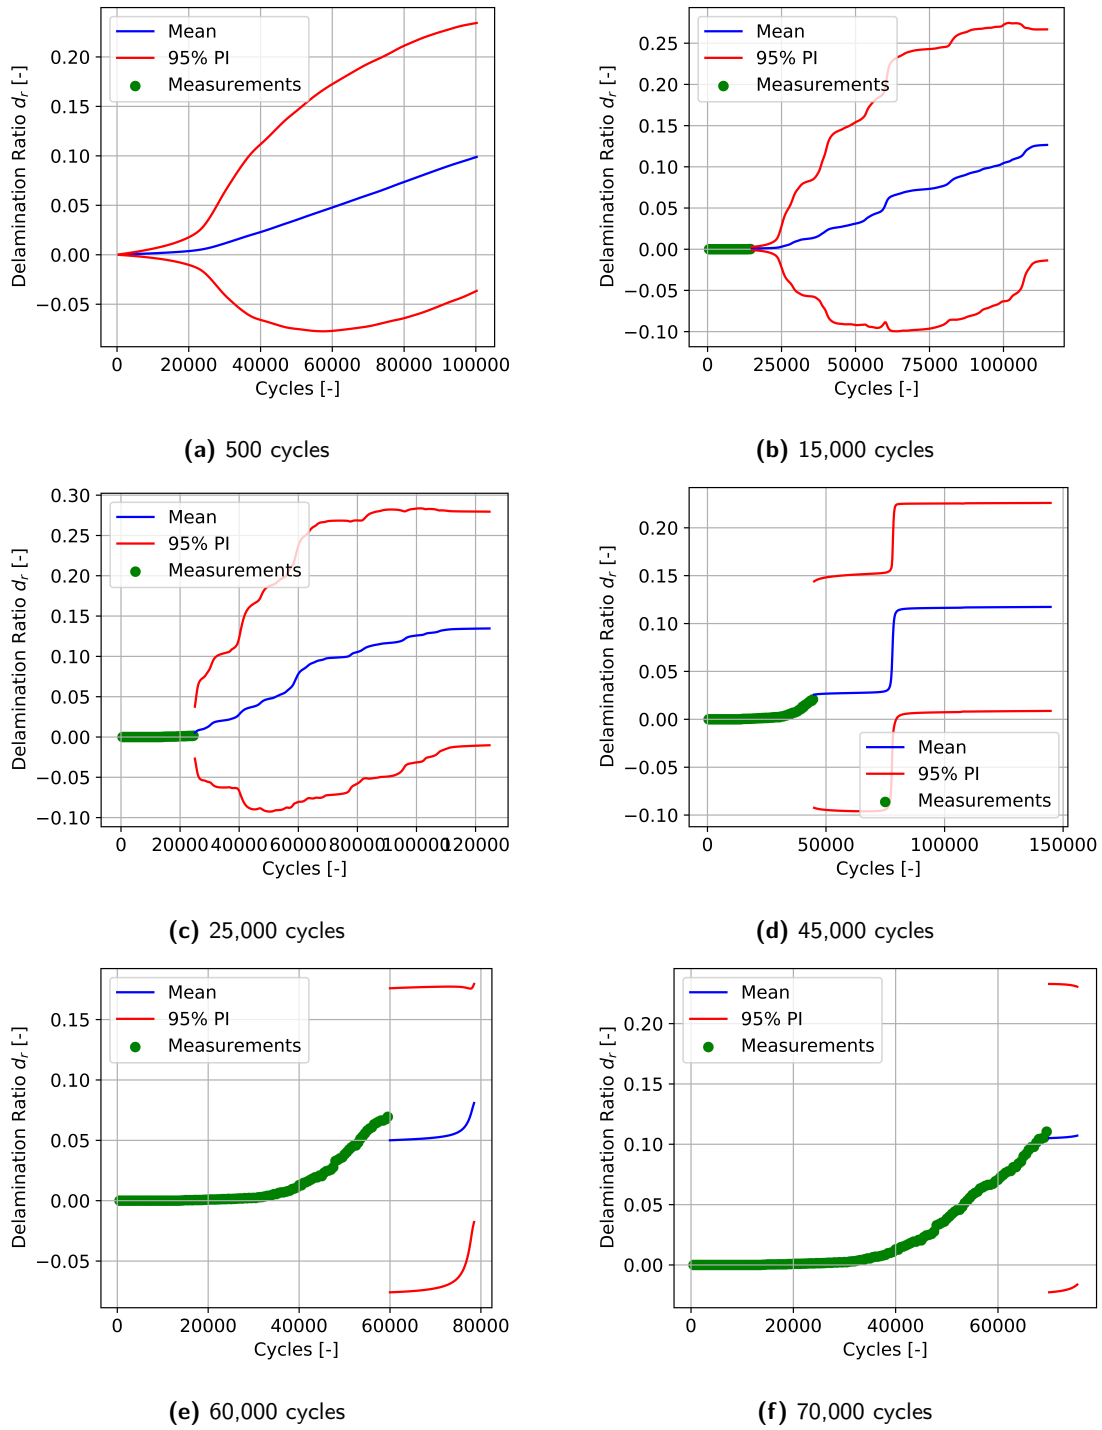 Delamination Ratio d_r [-]
0.20
0.15
0.10
0.05
0.00
−0.05
Mean
95% PI
Measurements
0 20000 40000 60000 80000 100000
Cycles [-]
(a) 500 cycles
Delamination Ratio d_r [-]
0.25
0.20
0.15
0.10
0.05
0.00
−0.05
−0.10
Mean
95% PI
Measurements
0 25000 50000 75000 100000
Cycles [-]
(b) 15,000 cycles
Delamination Ratio d_r [-]
0.30
0.25
0.20
0.15
0.10
0.05
0.00
−0.05
−0.10
Mean
95% PI
Measurements
0 20000 40000 60000 80000 100000 120000
Cycles [-]
(c) 25,000 cycles
Delamination Ratio d_r [-]
0.20
0.15
0.10
0.05
0.00
−0.05
−0.10
Mean
95% PI
Measurements
0 50000 100000 150000
Cycles [-]
(d) 45,000 cycles
Delamination Ratio d_r [-]
0.15
0.10
0.05
0.00
−0.05
Mean
95% PI
Measurements
0 20000 40000 60000 80000
Cycles [-]
(e) 60,000 cycles
Delamination Ratio d_r [-]
0.20
0.15
0.10
0.05
0.00
Mean
95% PI
Measurements
0 20000 40000 60000
Cycles [-]
(f) 70,000 cycles